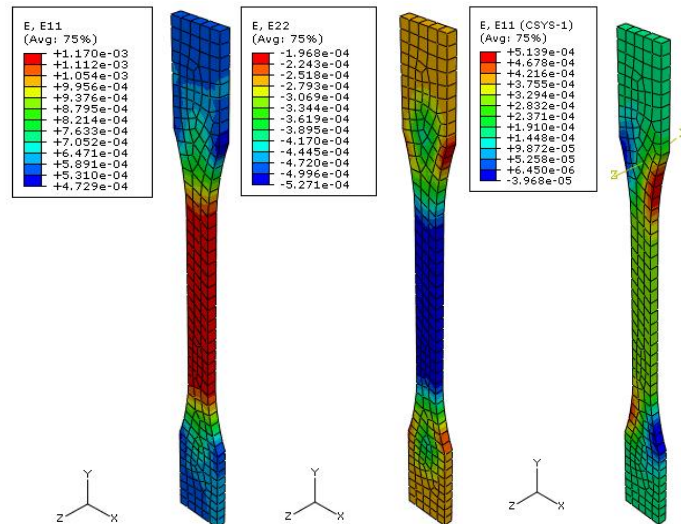 E, E11
(Avg: 75%)
+1.170e-03
+1.112e-03
+1.054e-03
+9.956e-04
+9.376e-04
+8.795e-04
+8.214e-04
+7.633e-04
+7.052e-04
+6.471e-04
+5.891e-04
+5.310e-04
+4.729e-04
E, E22
(Avg: 75%)
-1.968e-04
-2.243e-04
-2.518e-04
-2.793e-04
-3.069e-04
-3.344e-04
-3.619e-04
-3.895e-04
-4.170e-04
-4.445e-04
-4.720e-04
-4.996e-04
-5.271e-04
E, E11 (CSYS-1)
(Avg: 75%)
+5.139e-04
+4.678e-04
+4.216e-04
+3.755e-04
+3.294e-04
+2.832e-04
+2.371e-04
+1.910e-04
+1.448e-04
+9.872e-05
+5.258e-05
+6.450e-06
-3.968e-05
Y
Z
X
Y
Z
X
Y
Z
X